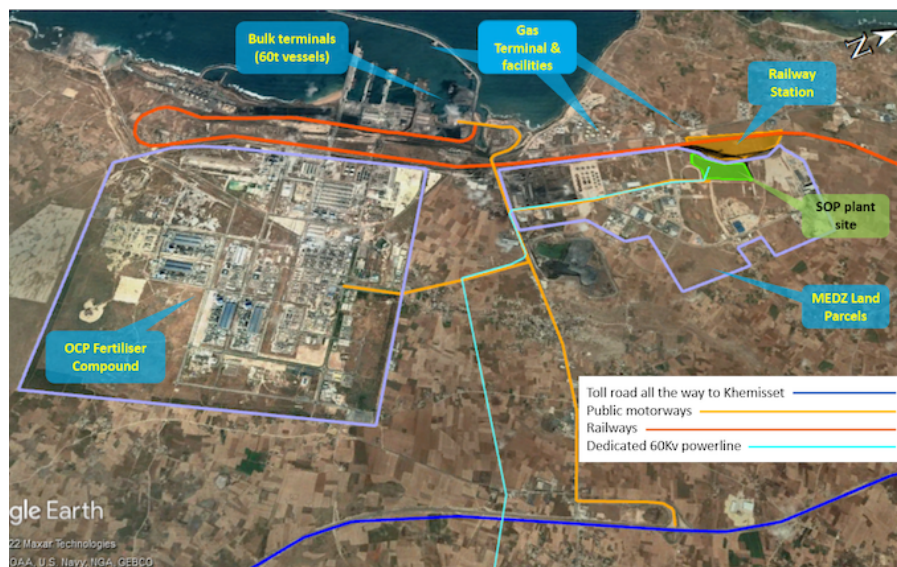 Bulk terminals
(60t vessels)
Gas
Terminal &
facilities
N
Railway
Station
SOP plant
site
MEDZ Land
Parcels
OCP Fertiliser
Compound
Toll road all the way to Khemisset
Public motorways
Railways
Dedicated 60Kv powerline
gle Earth
22 Maxar Technologies
OAA, U.S. Navy, NGA, GEBCO